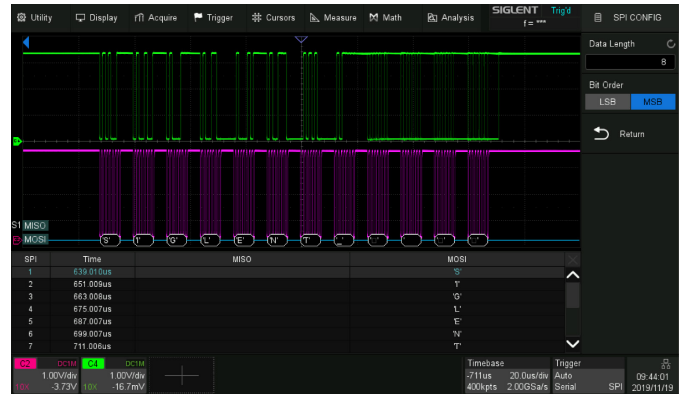 Utility Display Acquire Trigger Cursors Measure Math Analysis SIGLENT Trig'd
f = ***
SPI CONFIG
Data Length
8
Bit Order
LSB MSB
Return
S1 MISO
MOSI
'S' 'I' 'G' 'L' 'E' 'N' 'T' '_'
SPI Time MISO MOSI
1 639.010us 'S'
2 651.009us 'I'
3 663.008us 'G'
4 675.007us 'L'
5 687.007us 'E'
6 699.007us 'N'
7 711.006us 'T'
C2 DC1M C4 DC1M
1.00V/div 1.00V/div
10X -3.73V 10X -16.7mV
Timebase
-711us 20.0us/div
400kpts 2.00GSa/s
Trigger
Auto
Serial SPI
09:44:01
2019/11/19